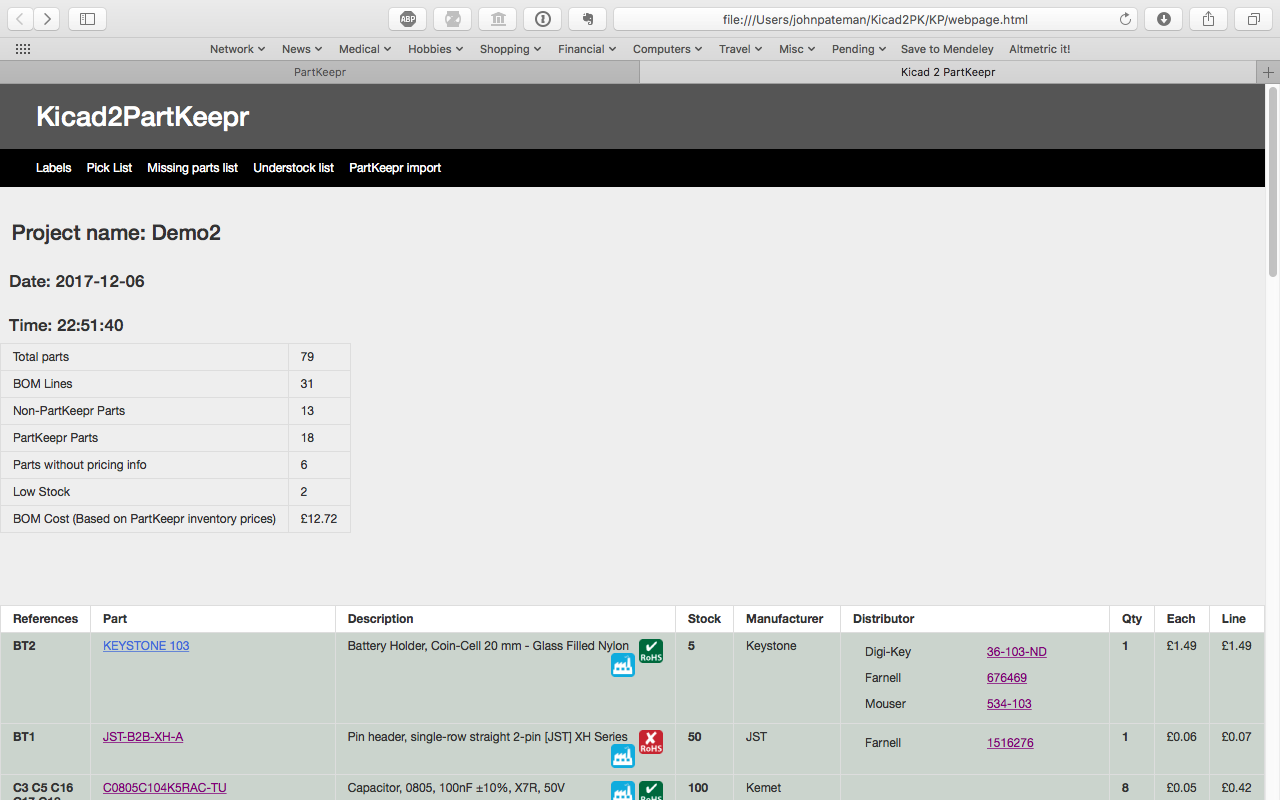 ABP
file:///Users/johnpateman/Kicad2PK/KP/webpage.html
Network News Medical Hobbies Shopping Financial Computers Travel Misc Pending Save to Mendeley Altmetric it!
PartKeepr Kicad 2 PartKeepr
Kicad2PartKeepr
Labels Pick List Missing parts list Understock list PartKeepr import
Project name: Demo2
Date: 2017-12-06
Time: 22:51:40
Total parts 79
BOM Lines 31
Non-PartKeepr Parts 13
PartKeepr Parts 18
Parts without pricing info 6
Low Stock 2
BOM Cost (Based on PartKeepr inventory prices) £12.72
References Part Description Stock Manufacturer Distributor Qty Each Line
BT2 KEYSTONE 103 Battery Holder, Coin-Cell 20 mm - Glass Filled Nylon RoHS 5 Keystone Digi-Key 36-103-ND 1 £1.49 £1.49
Farnell 676469
Mouser 534-103
BT1 JST-B2B-XH-A Pin header, single-row straight 2-pin [JST] XH Series RoHS 50 JST Farnell 1516276 1 £0.06 £0.07
C3 C5 C16 C0805C104K5RAC-TU Capacitor, 0805, 100nF ±10%, X7R, 50V RoHS 100 Kemet 8 £0.05 £0.42